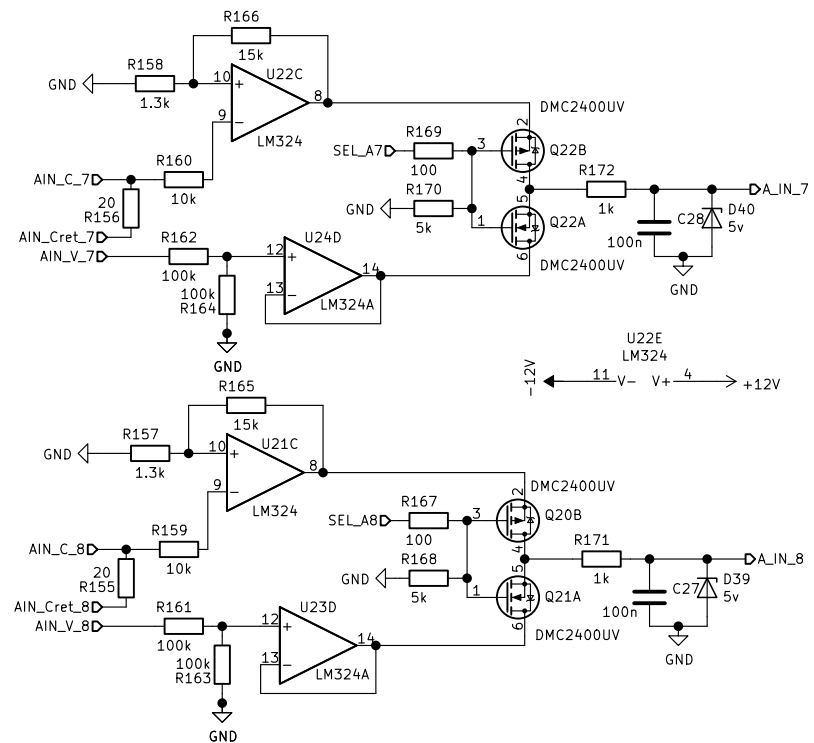 R166
15k
R158
GND
1.3k
10
+
U22C
8
9
−
LM324
DMC2400UV
2
SEL_A7
R169
3
Q22B
100
R160
AIN_C_7
10k
4
R172
A_IN_7
20
R156
GND
R170
5k
1
5
Q22A
1k
C28
100n
D40
5v
AIN_Cret_7
R162
AIN_V_7
100k
12
+
U24D
14
6
DMC2400UV
GND
100k
R164
13
−
LM324A
GND
U22E
LM324
-12V
11
V−
V+
4
+12V
R165
15k
R157
GND
1.3k
10
+
U21C
8
9
−
LM324
DMC2400UV
2
SEL_A8
R167
3
Q20B
100
R159
AIN_C_8
10k
4
R171
A_IN_8
20
R155
GND
R168
5k
1
5
Q21A
1k
C27
100n
D39
5v
AIN_Cret_8
R161
AIN_V_8
100k
12
+
U23D
14
6
DMC2400UV
GND
100k
R163
13
−
LM324A
GND